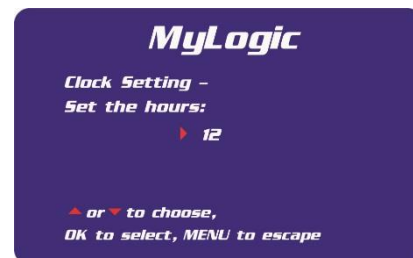 MyLogic
Clock Setting –
Set the hours:
12
or to choose,
OK to select, MENU to escape